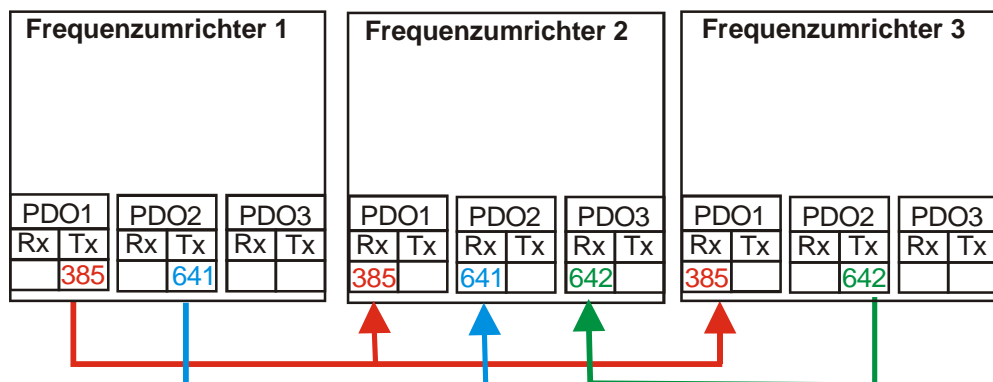 Frequenzumrichter 1 Frequenzumrichter 2 Frequenzumrichter 3
PDO1 PDO2 PDO3 PDO1 PDO2 PDO3 PDO1 PDO2 PDO3
Rx Tx Rx Tx Rx Tx Rx Tx Rx Tx Rx Tx Rx Tx Rx Tx Rx Tx
385 641 385 641 642 385 642